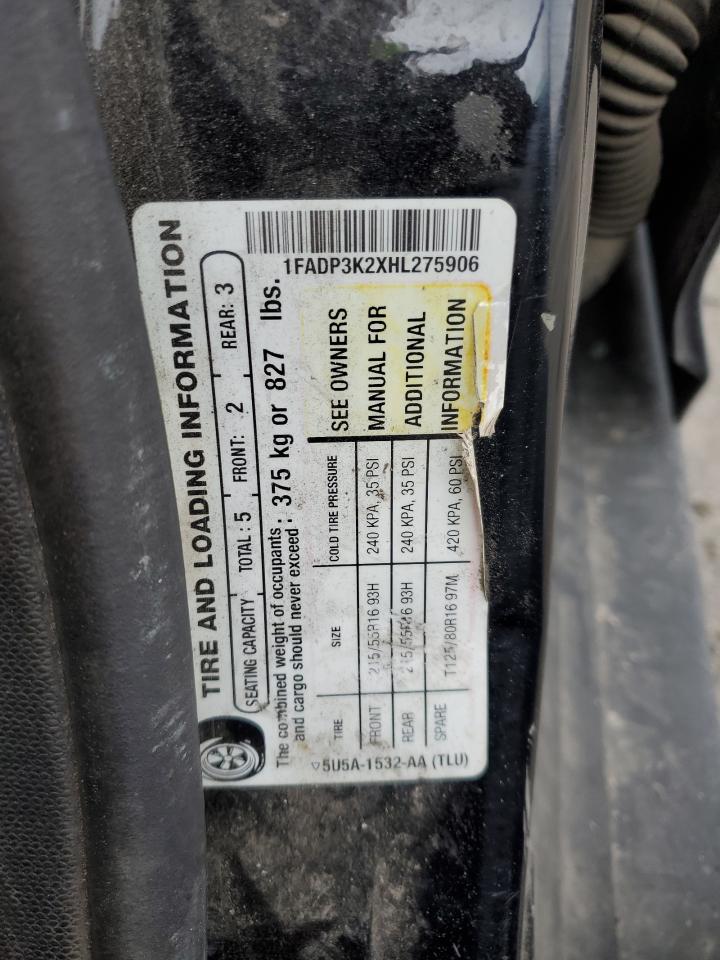 1FADP3K2XHL275906
TIRE AND LOADING INFORMATION
SEATING CAPACITY TOTAL : 5 FRONT: 2 REAR: 3
The combined weight of occupants : 375 kg or 827 lbs.
and cargo should never exceed
TIRE SIZE COLD TIRE PRESSURE
FRONT 215/55R16 93H 240 KPA, 35 PSI
REAR 215/55R16 93H 240 KPA, 35 PSI
SPARE T125/80R16 97M 420 KPA, 60 PSI
SEE OWNERS
MANUAL FOR
ADDITIONAL
INFORMATION
5U5A-1532-AA (TLU)